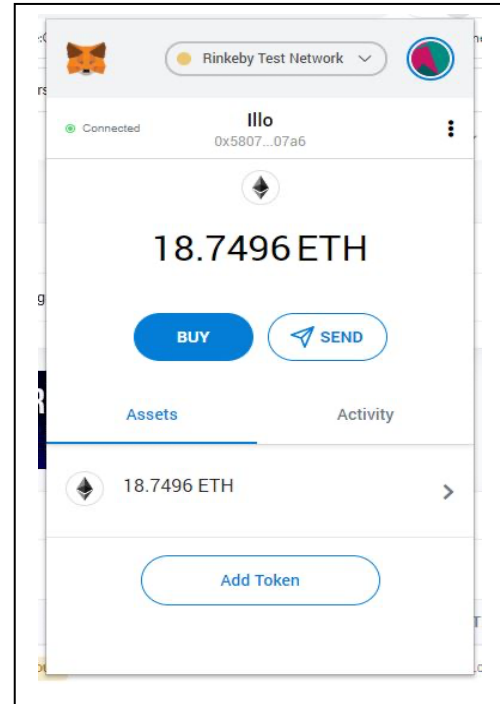 Rinkeby Test Network
Connected
Illo
0x5807...07a6
18.7496 ETH
BUY
SEND
Assets
Activity
18.7496 ETH
Add Token